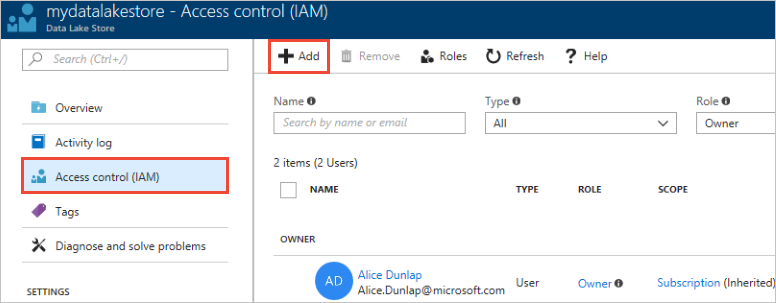 mydatalakestore - Access control (IAM)
Data Lake Store
Search (Ctrl+/)
Overview
Activity log
Access control (IAM)
Tags
Diagnose and solve problems
SETTINGS
Add Remove Roles Refresh ? Help
Name Type Role
Search by name or email All Owner
2 items (2 Users)
NAME TYPE ROLE SCOPE
OWNER
AD Alice Dunlap
Alice.Dunlap@microsoft.com User Owner Subscription (Inherited)